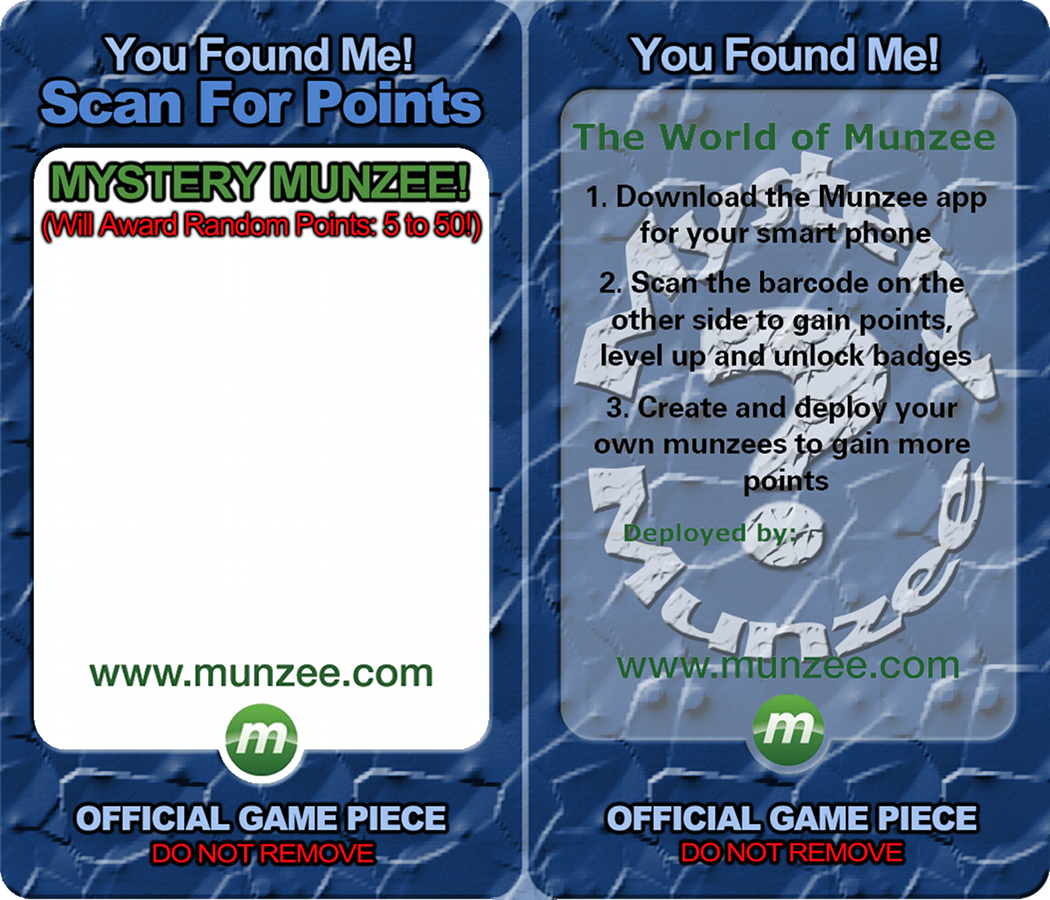 You Found Me!
Scan For Points
MYSTERY MUNZEE!
(Will Award Random Points: 5 to 50!)
www.munzee.com
m
OFFICIAL GAME PIECE
DO NOT REMOVE
You Found Me!
The World of Munzee
1. Download the Munzee app
for your smart phone
2. Scan the barcode on the
other side to gain points,
level up and unlock badges
3. Create and deploy your
own munzees to gain more
points
Deployed by:
Mystery
?
Munzee
www.munzee.com
m
OFFICIAL GAME PIECE
DO NOT REMOVE